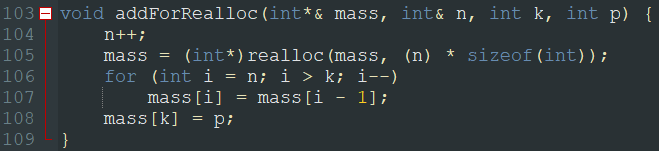 103 void addForRealloc(int*& mass, int& n, int k, int p) {
104     n++;
105     mass = (int*)realloc(mass, (n) * sizeof(int));
106     for (int i = n; i > k; i--)
107         mass[i] = mass[i - 1];
108     mass[k] = p;
109 }